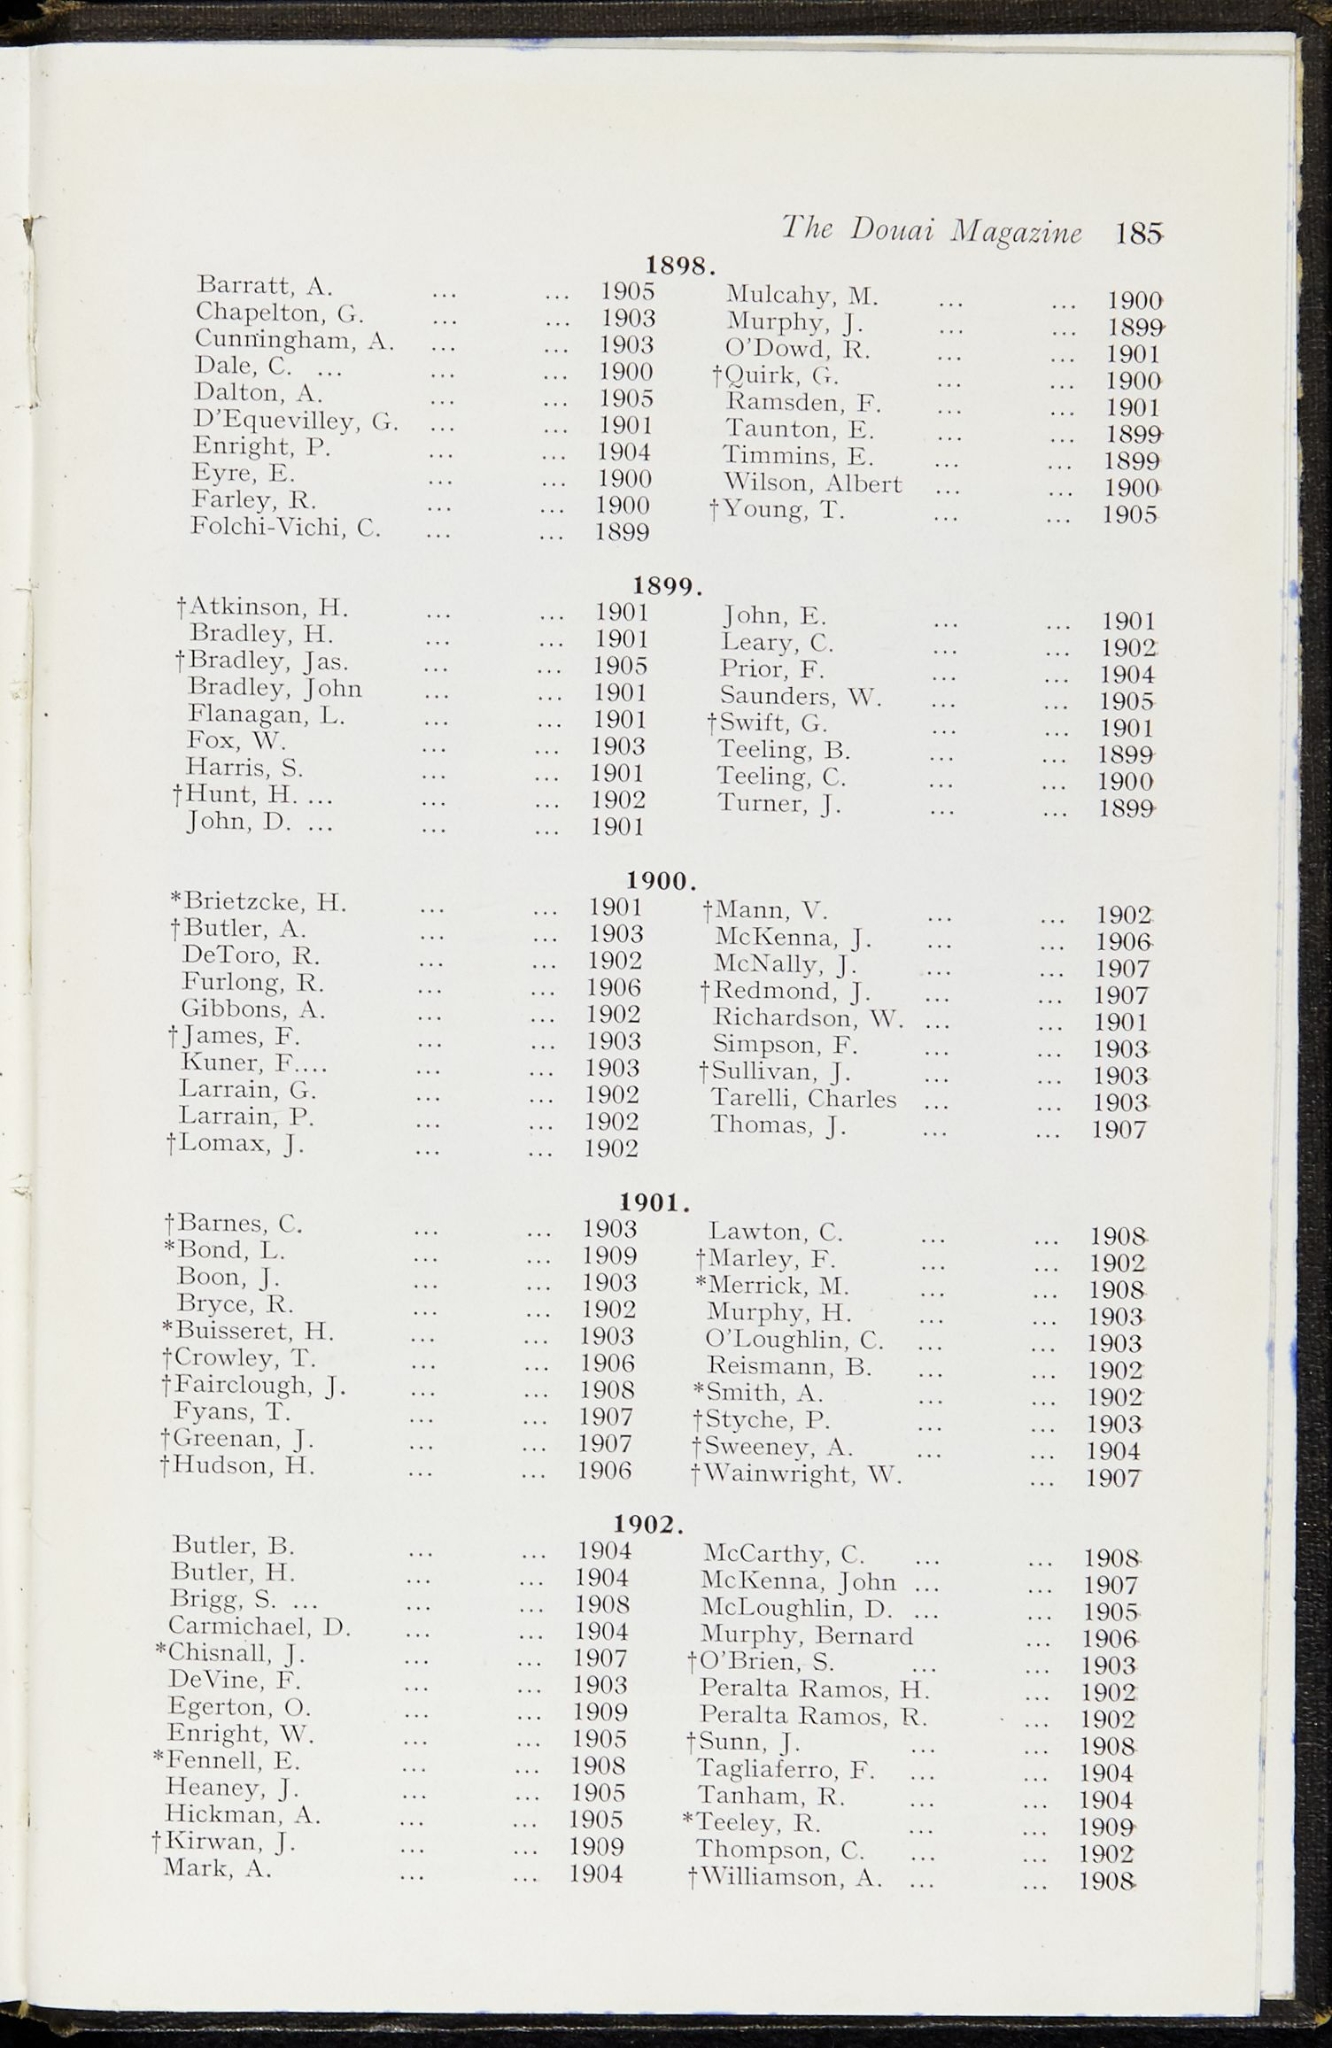 The Douai Magazine 185
1898.
Barratt, A. ... ... 1905
Chapelton, G. ... ... 1903
Cunningham, A. ... ... 1903
Dale, C. ... ... ... 1900
Dalton, A. ... ... 1905
D'Equevilley, G. ... ... 1901
Enright, P. ... ... 1904
Eyre, E. ... ... 1900
Farley, R. ... ... 1900
Folchi-Vichi, C. ... ... 1899
Mulcahy, M. ... ... 1900
Murphy, J. ... ... 1899
O'Dowd, R. ... ... 1901
†Quirk, G. ... ... 1900
Ramsden, F. ... ... 1901
Taunton, E. ... ... 1899
Timmins, E. ... ... 1899
Wilson, Albert ... ... 1900
†Young, T. ... ... 1905
1899.
†Atkinson, H. ... ... 1901
Bradley, H. ... ... 1901
†Bradley, Jas. ... ... 1905
Bradley, John ... ... 1901
Flanagan, L. ... ... 1901
Fox, W. ... ... 1903
Harris, S. ... ... 1901
†Hunt, H. ... ... ... 1902
John, D. ... ... ... 1901
John, E. ... ... 1901
Leary, C. ... ... 1902
Prior, F. ... ... 1904
Saunders, W. ... ... 1905
†Swift, G. ... ... 1901
Teeling, B. ... ... 1899
Teeling, C. ... ... 1900
Turner, J. ... ... 1899
1900.
*Brietzcke, H. ... ... 1901
†Butler, A. ... ... 1903
DeToro, R. ... ... 1902
Furlong, R. ... ... 1906
Gibbons, A. ... ... 1902
†James, F. ... ... 1903
Kuner, F.... ... ... 1903
Larrain, G. ... ... 1902
Larrain, P. ... ... 1902
†Lomax, J. ... ... 1902
†Mann, V. ... ... 1902
McKenna, J. ... ... 1906
McNally, J. ... ... 1907
†Redmond, J. ... ... 1907
Richardson, W. ... ... 1901
Simpson, F. ... ... 1903
†Sullivan, J. ... ... 1903
Tarelli, Charles ... ... 1903
Thomas, J. ... ... 1907
1901.
†Barnes, C. ... ... 1903
*Bond, L. ... ... 1909
Boon, J. ... ... 1903
Bryce, R. ... ... 1902
*Buisseret, H. ... ... 1903
†Crowley, T. ... ... 1906
†Fairclough, J. ... ... 1908
Fyans, T. ... ... 1907
†Greenan, J. ... ... 1907
†Hudson, H. ... ... 1906
Lawton, C. ... ... 1908
†Marley, F. ... ... 1902
*Merrick, M. ... ... 1908
Murphy, H. ... ... 1903
O'Loughlin, C. ... ... 1903
Reismann, B. ... ... 1902
*Smith, A. ... ... 1902
†Styche, P. ... ... 1903
†Sweeney, A. ... ... 1904
†Wainwright, W. ... 1907
1902.
Butler, B. ... ... 1904
Butler, H. ... ... 1904
Brigg, S. ... ... ... 1908
Carmichael, D. ... ... 1904
*Chisnall, J. ... ... 1907
DeVine, F. ... ... 1903
Egerton, O. ... ... 1909
Enright, W. ... ... 1905
*Fennell, E. ... ... 1908
Heaney, J. ... ... 1905
Hickman, A. ... ... 1905
†Kirwan, J. ... ... 1909
Mark, A. ... ... 1904
McCarthy, C. ... ... 1908
McKenna, John ... ... 1907
McLoughlin, D. ... ... 1905
Murphy, Bernard ... 1906
†O'Brien, S. ... ... 1903
Peralta Ramos, H. ... 1902
Peralta Ramos, R. ... 1902
†Sunn, J. ... ... 1908
Tagliaferro, F. ... ... 1904
Tanham, R. ... ... 1904
*Teeley, R. ... ... 1909
Thompson, C. ... ... 1902
†Williamson, A. ... ... 1908